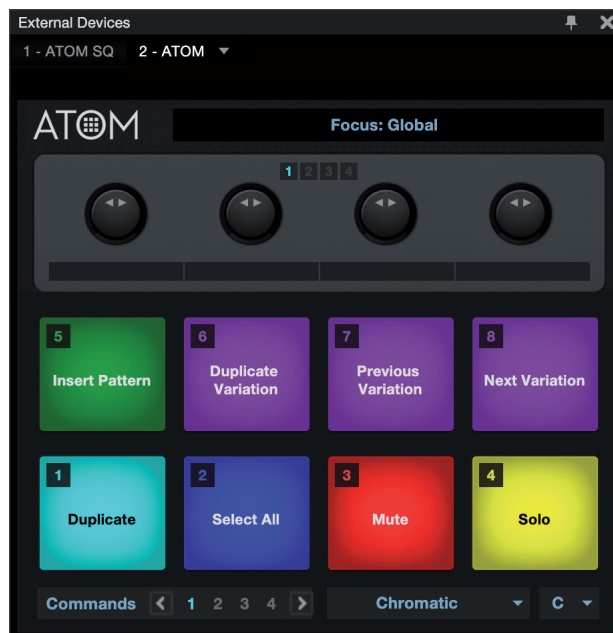 External Devices
1 - ATOM SQ 2 - ATOM
ATOM
Focus: Global
1 2 3 4
5
Insert Pattern
6
Duplicate
Variation
7
Previous
Variation
8
Next Variation
1
Duplicate
2
Select All
3
Mute
4
Solo
Commands 1 2 3 4
Chromatic
C